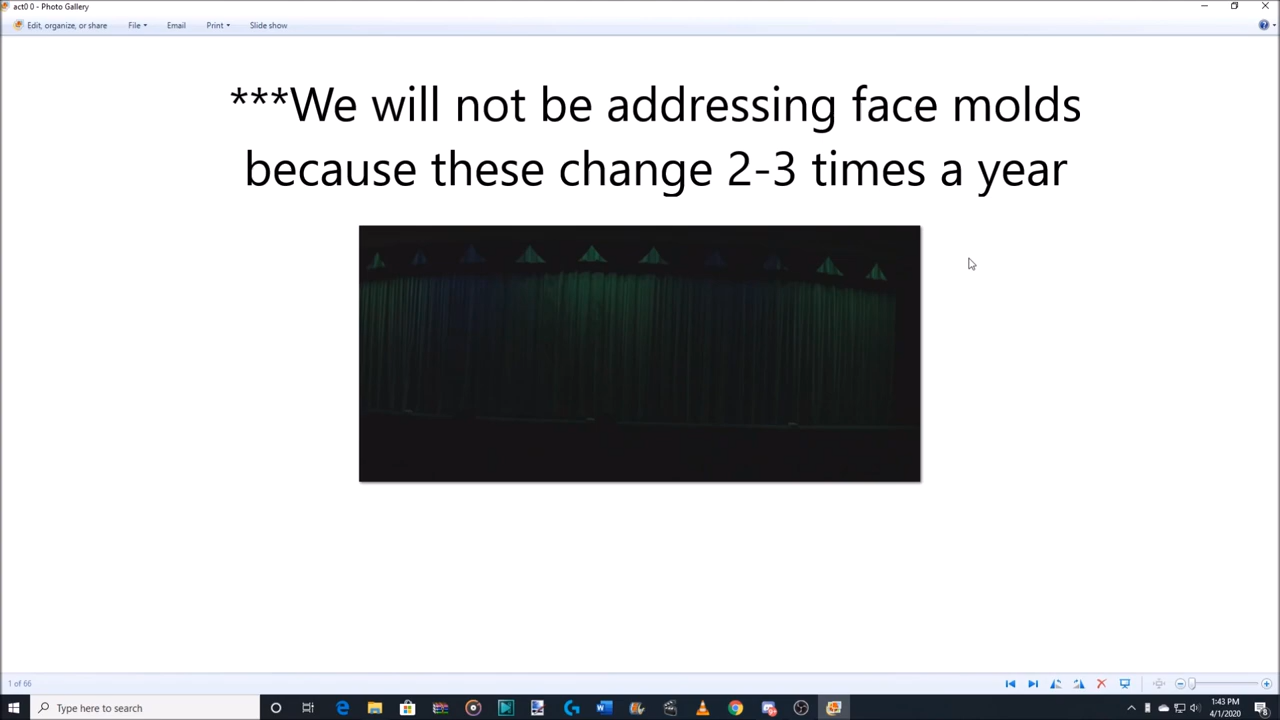 act0 0 - Photo Gallery
Edit, organize, or share File Email Print Slide show
***We will not be addressing face molds
because these change 2-3 times a year
1 of 66
Type here to search
1:43 PM
4/1/2020